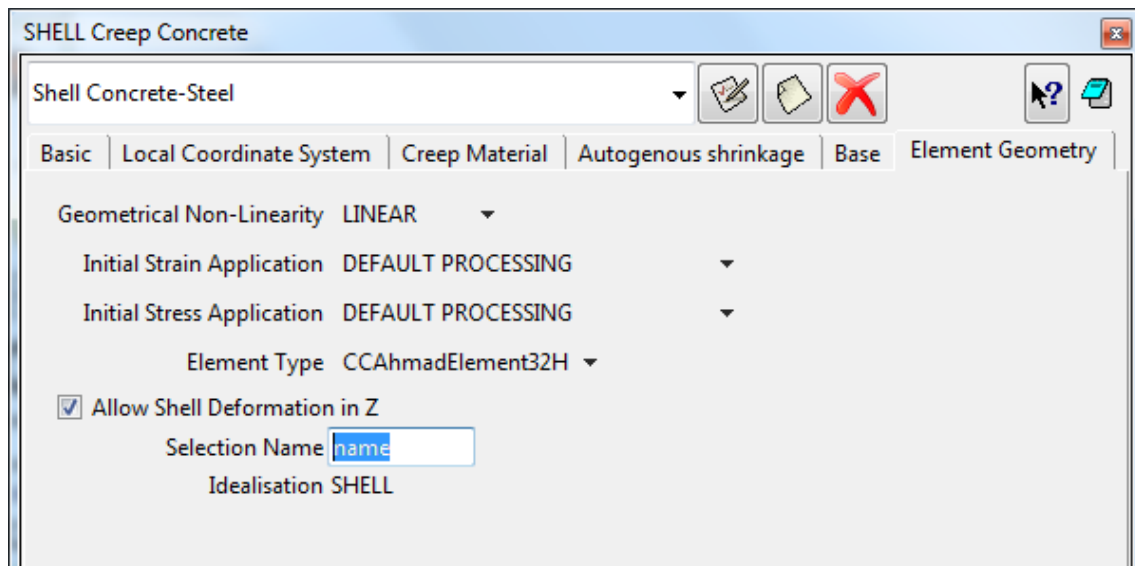 SHELL Creep Concrete
Shell Concrete-Steel
?
Basic Local Coordinate System Creep Material Autogenous shrinkage Base Element Geometry
Geometrical Non-Linearity LINEAR
Initial Strain Application DEFAULT PROCESSING
Initial Stress Application DEFAULT PROCESSING
Element Type CCAhmadElement32H
Allow Shell Deformation in Z
Selection Name name
Idealisation SHELL